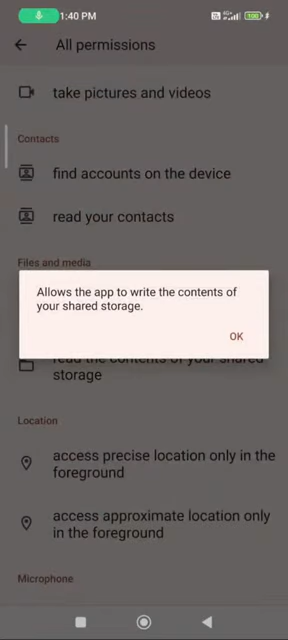 1:40 PM
4G+
100
All permissions
take pictures and videos
Contacts
find accounts on the device
read your contacts
Files and media
Allows the app to write the contents of
your shared storage.
OK
read the contents of your shared
storage
Location
access precise location only in the
foreground
access approximate location only
in the foreground
Microphone